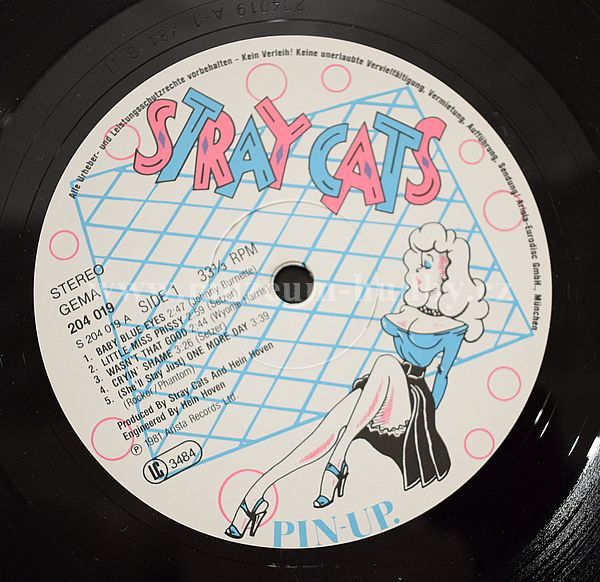 204019 A-1 / 81 S
Alle Urheber- und Leistungsschutzrechte vorbehalten - Kein Verleih! Keine unerlaubte Vervielfältigung, Vermietung, Aufführung, Sendung! Ariola-Eurodisc GmbH., München
STRAY CATS
STEREO
GEMA
204 019
S 204 019 A SIDE 1 33⅓ RPM
1. BABY BLUE EYES 2:47 (Johnny Burnette)
2. LITTLE MISS PRISSY 2:59 (Setzer)
3. WASN'T THAT GOOD 2:44 (Wyonie Harris)
4. CRYIN' SHAME 3:26 (Setzer)
5. (She'll Stay Just) ONE MORE DAY 3:39
(Rocker/Phantom)
Produced By Stray Cats And Hein Hoven
Engineered By Hein Hoven
℗ 1981 Arista Records Ltd.
LC 3484
PIN-UP.